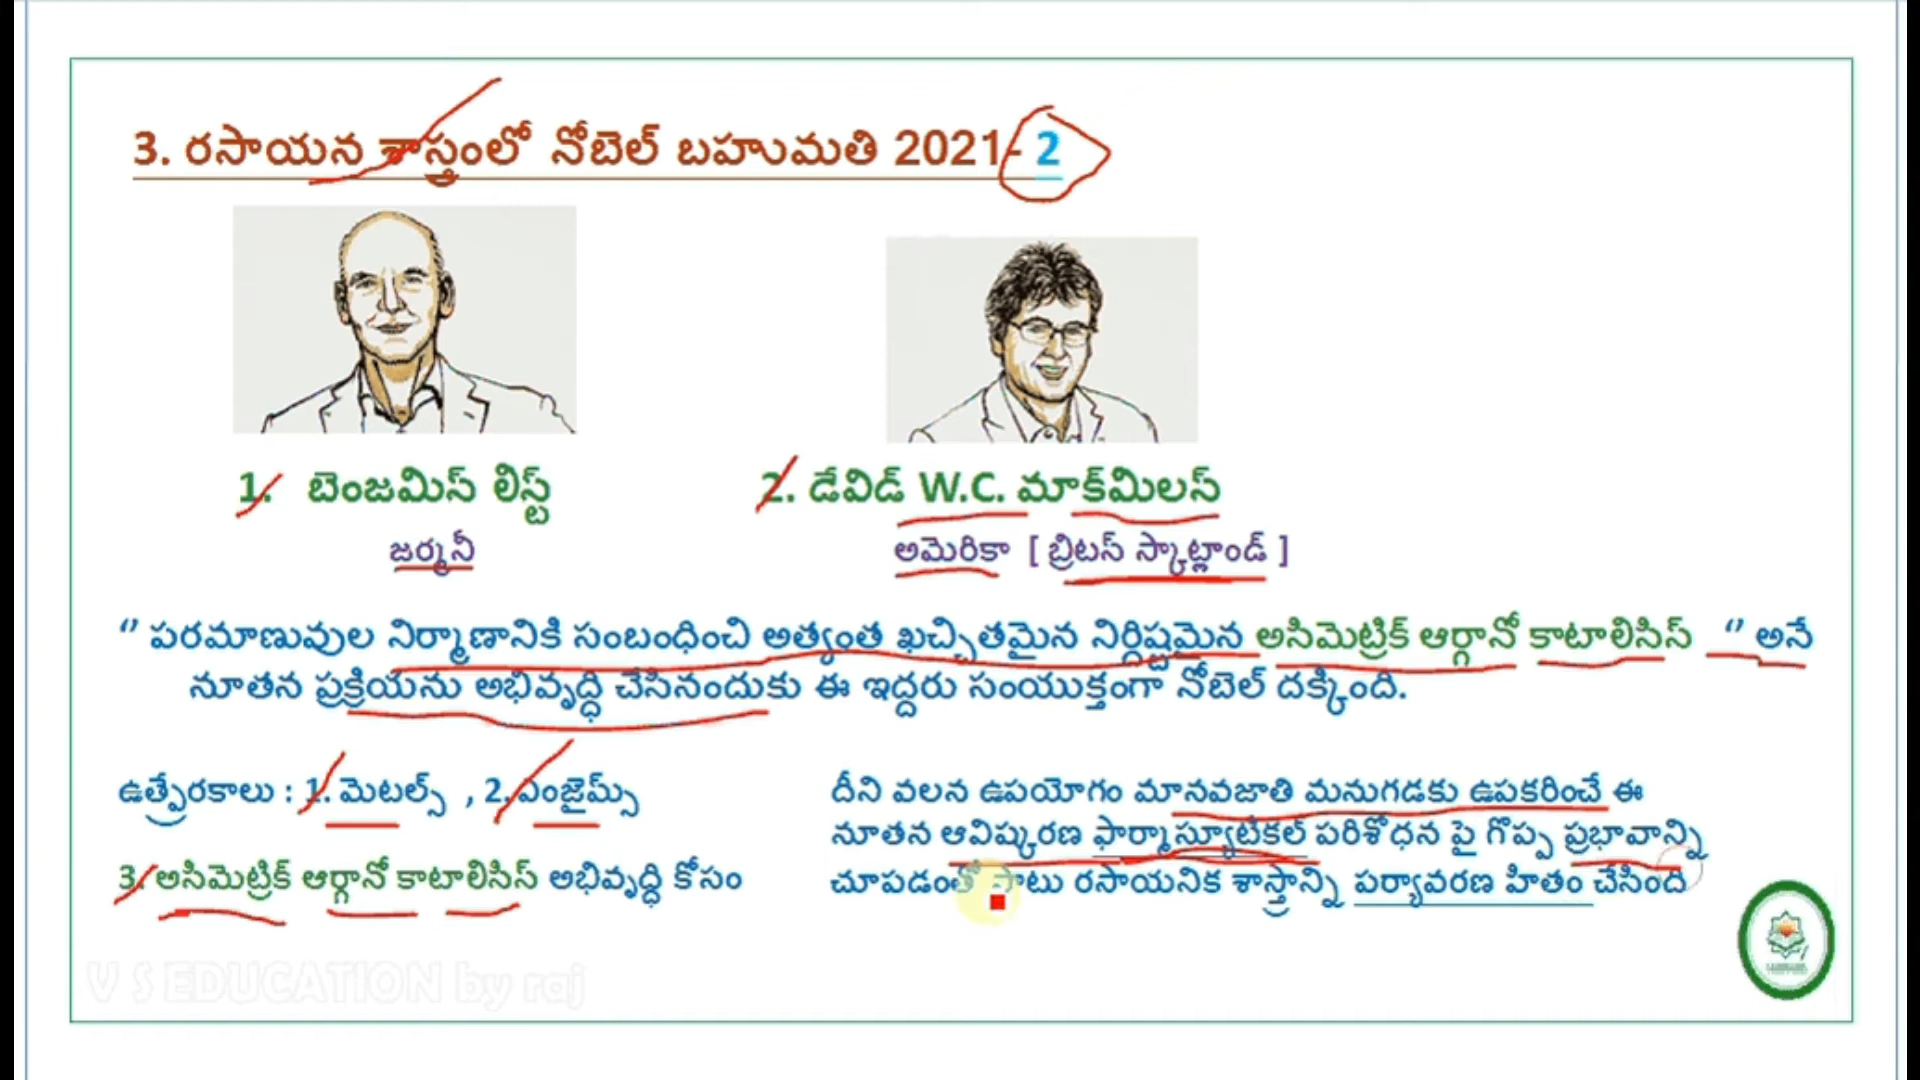 3. రసాయన శాస్త్రంలో నోబెల్ బహుమతి 2021- 2
1. బెంజమిస్ లిస్ట్
2. డేవిడ్ W.C. మాక్‌మిలస్
జర్మనీ
అమెరికా [ బ్రిటస్ స్కాట్లాండ్ ]
“ పరమాణువుల నిర్మాణానికి సంబంధించి అత్యంత ఖచ్చితమైన నిర్దిష్టమైన అసిమెట్రిక్ ఆర్గానో కాటాలిసిస్ “ అనే
నూతన ప్రక్రియను అభివృద్ధి చేసినందుకు ఈ ఇద్దరు సంయుక్తంగా నోబెల్ దక్కింది.
ఉత్ప్రేరకాలు : 1. మెటల్స్ , 2. ఎంజైమ్స్
3. అసిమెట్రిక్ ఆర్గానో కాటాలిసిస్ అభివృద్ధి కోసం
దీని వలన ఉపయోగం మానవజాతి మనుగడకు ఉపకరించే ఈ
నూతన ఆవిష్కరణ ఫార్మాస్యూటికల్ పరిశోధన పై గొప్ప ప్రభావాన్ని
చూపడంతో పాటు రసాయనిక శాస్త్రాన్ని పర్యావరణ హితం చేసింది
V S EDUCATION by raj